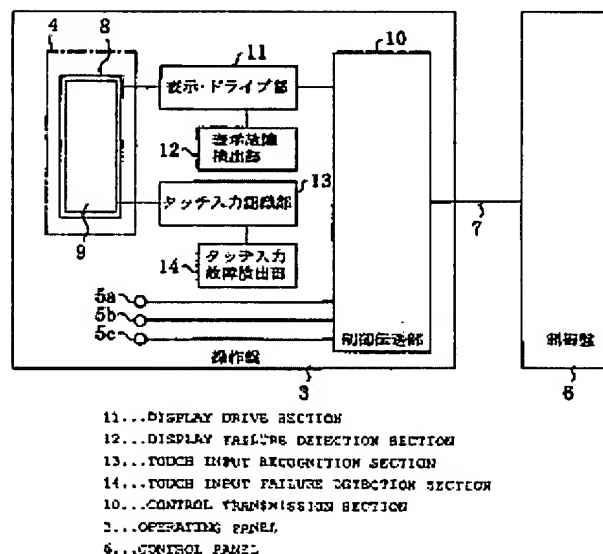 4
8
11
10
表示・ドライブ部
12
表示故障
検出部
13
タッチ入力認識部
9
14
タッチ入力
故障検出部
7
5a
5b
5c
制御伝送部
操作盤
制御盤
3
6
11...DISPLAY DRIVE SECTION
12...DISPLAY FAILURE DETECTION SECTION
13...TOUCH INPUT RECOGNITION SECTION
14...TOUCH INPUT FAILURE DETECTION SECTION
10...CONTROL TRANSMISSION SECTION
3...OPERATING PANEL
6...CONTROL PANEL